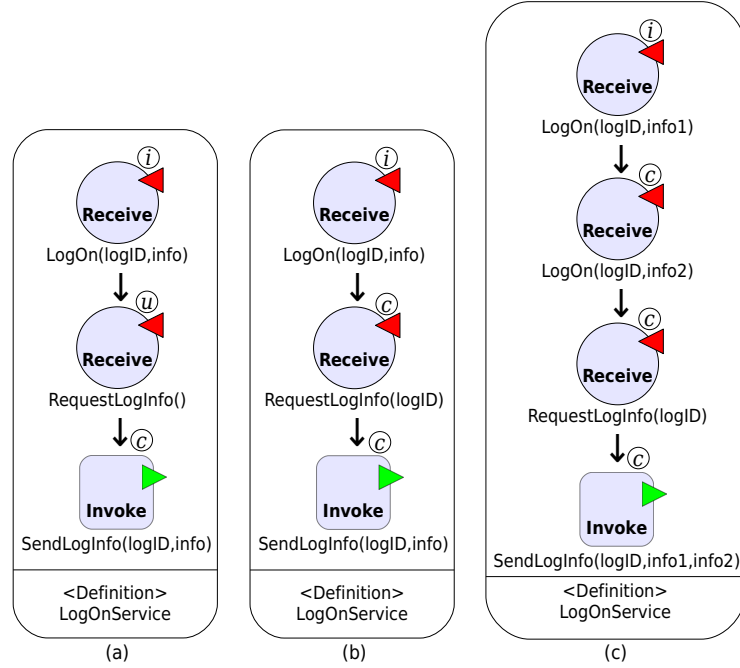 i
Receive
LogOn(logID,info)
u
Receive
RequestLogInfo()
c
Invoke
SendLogInfo(logID,info)
<Definition>
LogOnService
(a)
i
Receive
LogOn(logID,info)
c
Receive
RequestLogInfo(logID)
c
Invoke
SendLogInfo(logID,info)
<Definition>
LogOnService
(b)
i
Receive
LogOn(logID,info1)
c
Receive
LogOn(logID,info2)
c
Receive
RequestLogInfo(logID)
c
Invoke
SendLogInfo(logID,info1,info2)
<Definition>
LogOnService
(c)